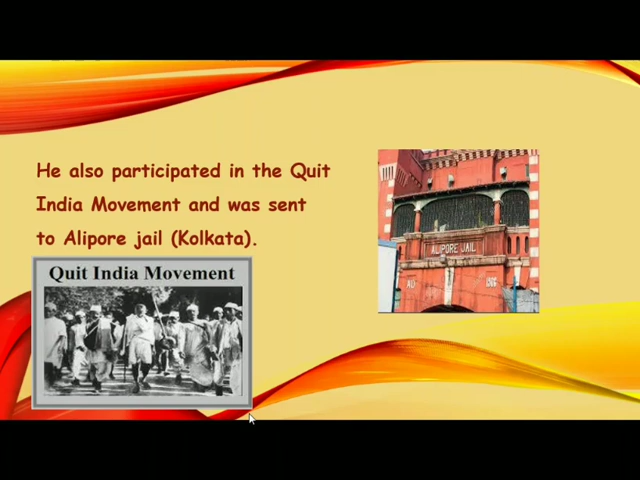 He also participated in the Quit
India Movement and was sent
to Alipore jail (Kolkata).
Quit India Movement
ALIPORE JAIL
1906